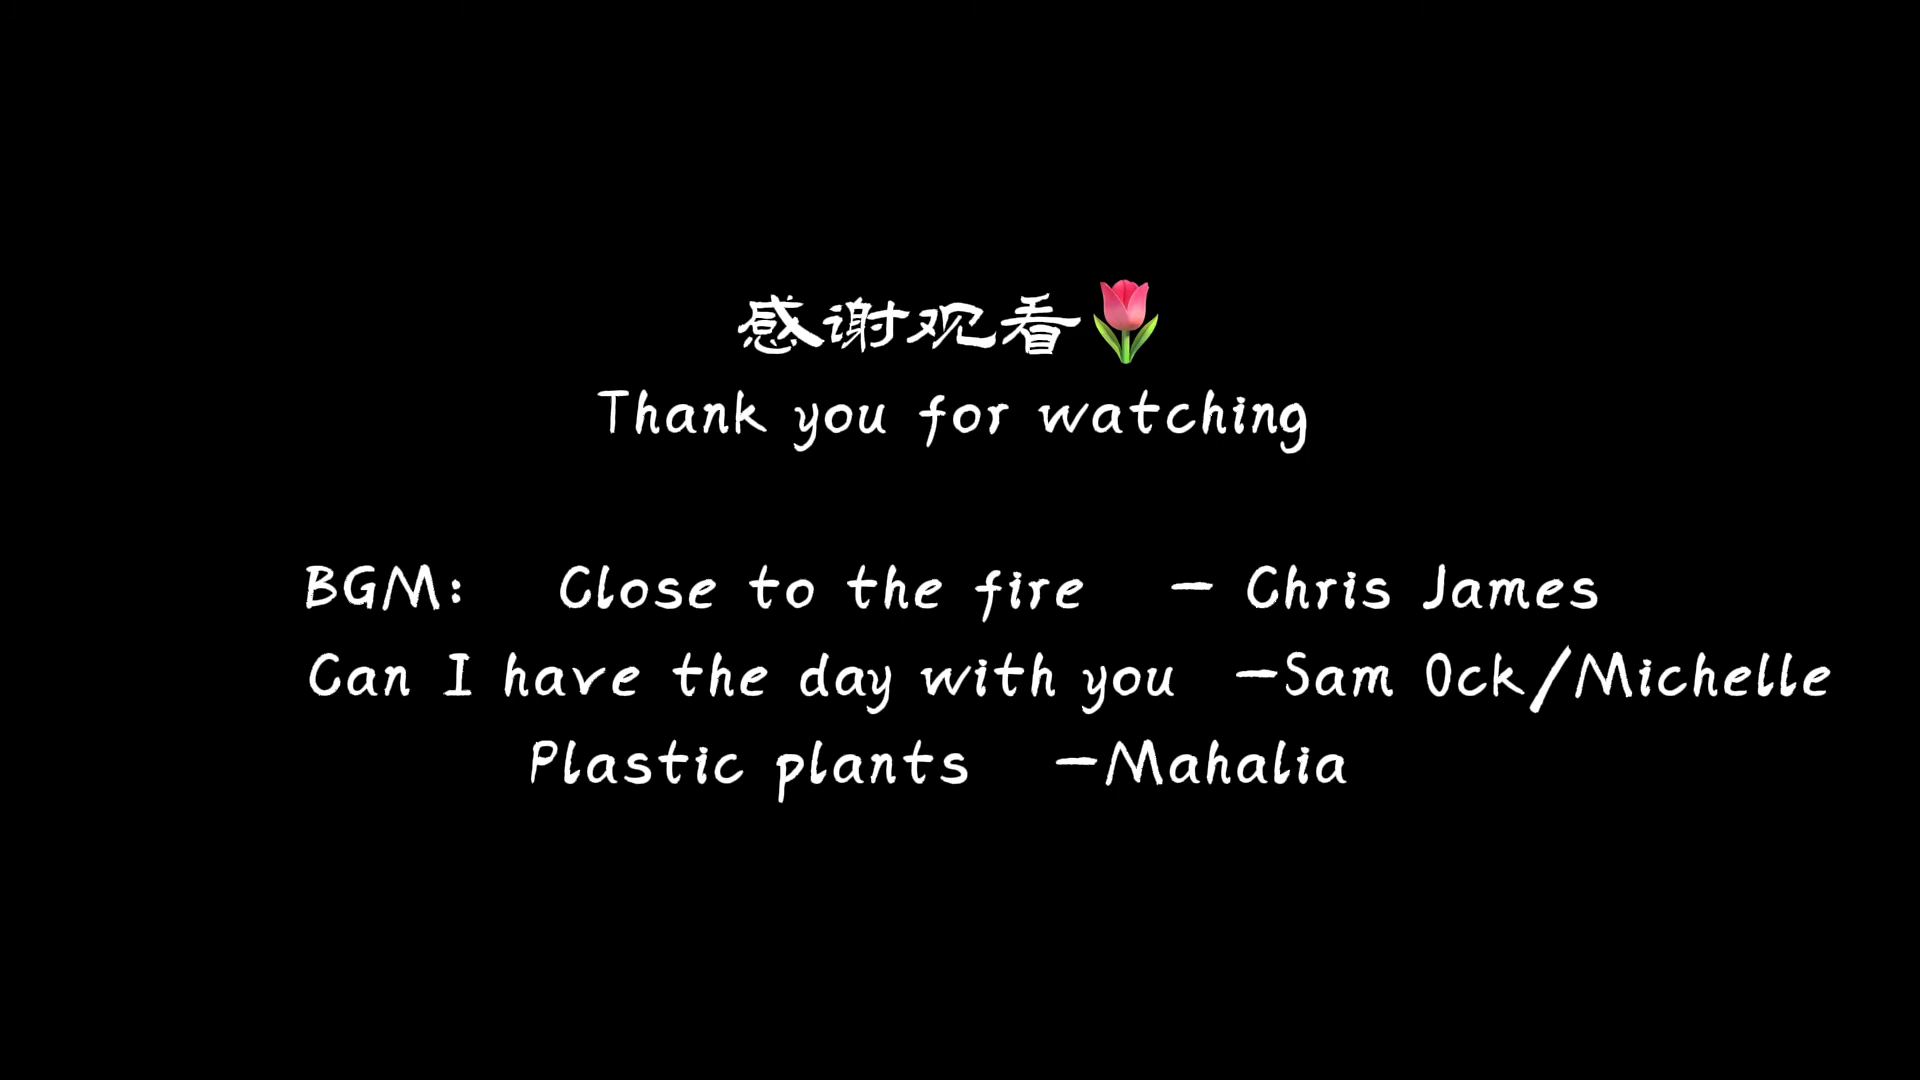 感谢观看🌷
Thank you for watching
BGM: Close to the fire — Chris James
Can I have the day with you —Sam Ock/Michelle
Plastic plants —Mahalia